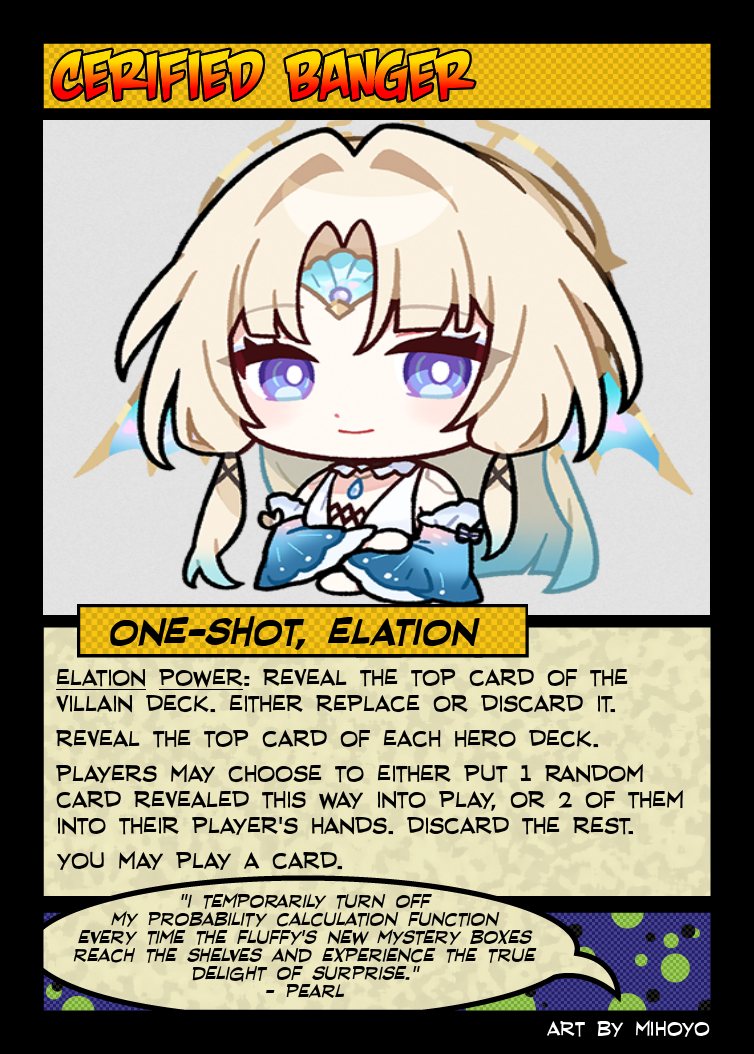 CERIFIED BANGER
ONE-SHOT, ELATION
ELATION POWER: REVEAL THE TOP CARD OF THE
VILLAIN DECK. EITHER REPLACE OR DISCARD IT.
REVEAL THE TOP CARD OF EACH HERO DECK.
PLAYERS MAY CHOOSE TO EITHER PUT 1 RANDOM
CARD REVEALED THIS WAY INTO PLAY, OR 2 OF THEM
INTO THEIR PLAYER'S HANDS. DISCARD THE REST.
YOU MAY PLAY A CARD.
"I TEMPORARILY TURN OFF
MY PROBABILITY CALCULATION FUNCTION
EVERY TIME THE FLUFFY'S NEW MYSTERY BOXES
REACH THE SHELVES AND EXPERIENCE THE TRUE
DELIGHT OF SURPRISE."
- PEARL
ART BY MIHOYO